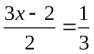 (3x − 2)/2 = 1/3